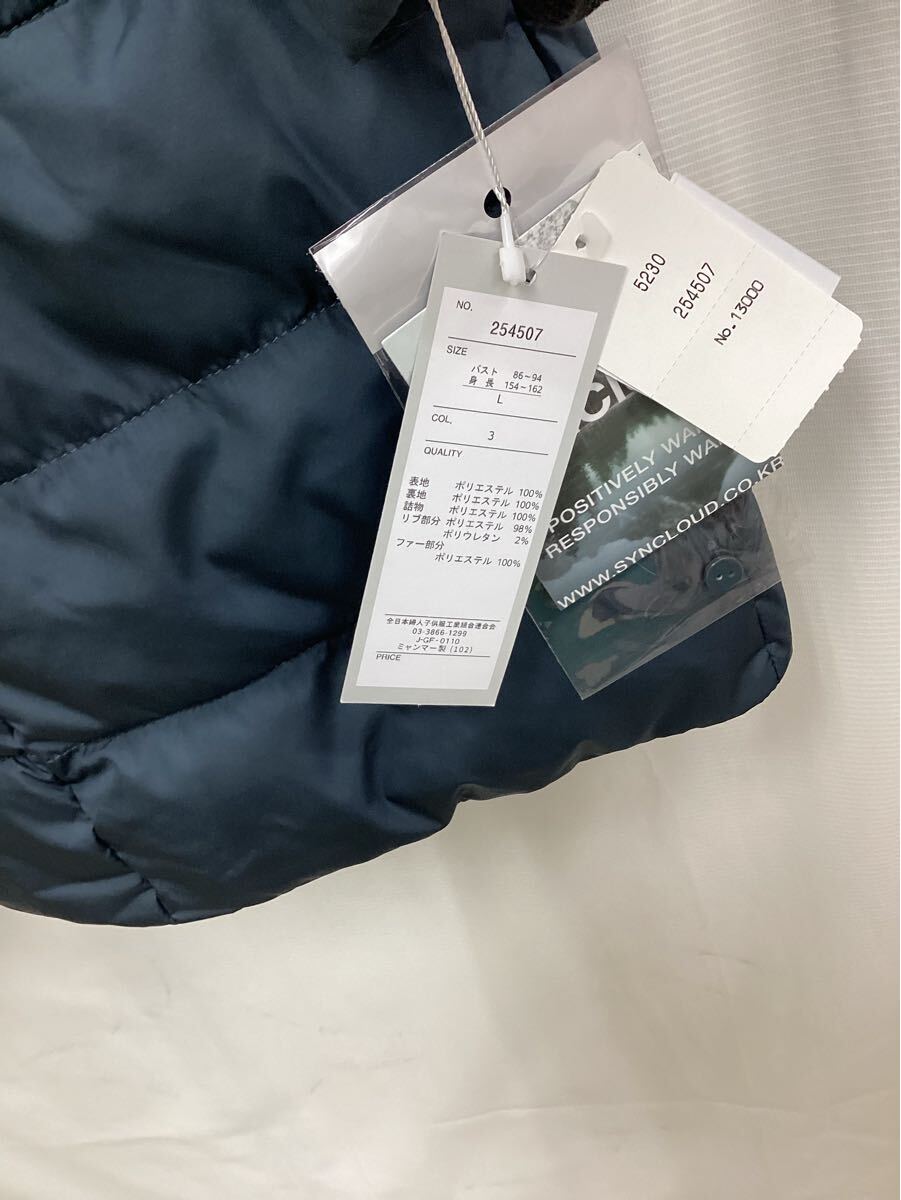 NO.
254507
SIZE
バスト 86~94
身長 154~162
L
COL.
3
QUALITY
表地 ポリエステル 100%
裏地 ポリエステル 100%
詰物 ポリエステル 100%
リブ部分 ポリエステル 98%
ポリウレタン 2%
ファー部分
ポリエステル 100%
全日本婦人子供服工業組合連合会
03-3866-1299
J-GF-0110
ミャンマー製 (102)
PRICE
5230
254507
No.13000
POSITIVELY
RESPONSIBLY
WWW.SYNCLOUD.CO.KR